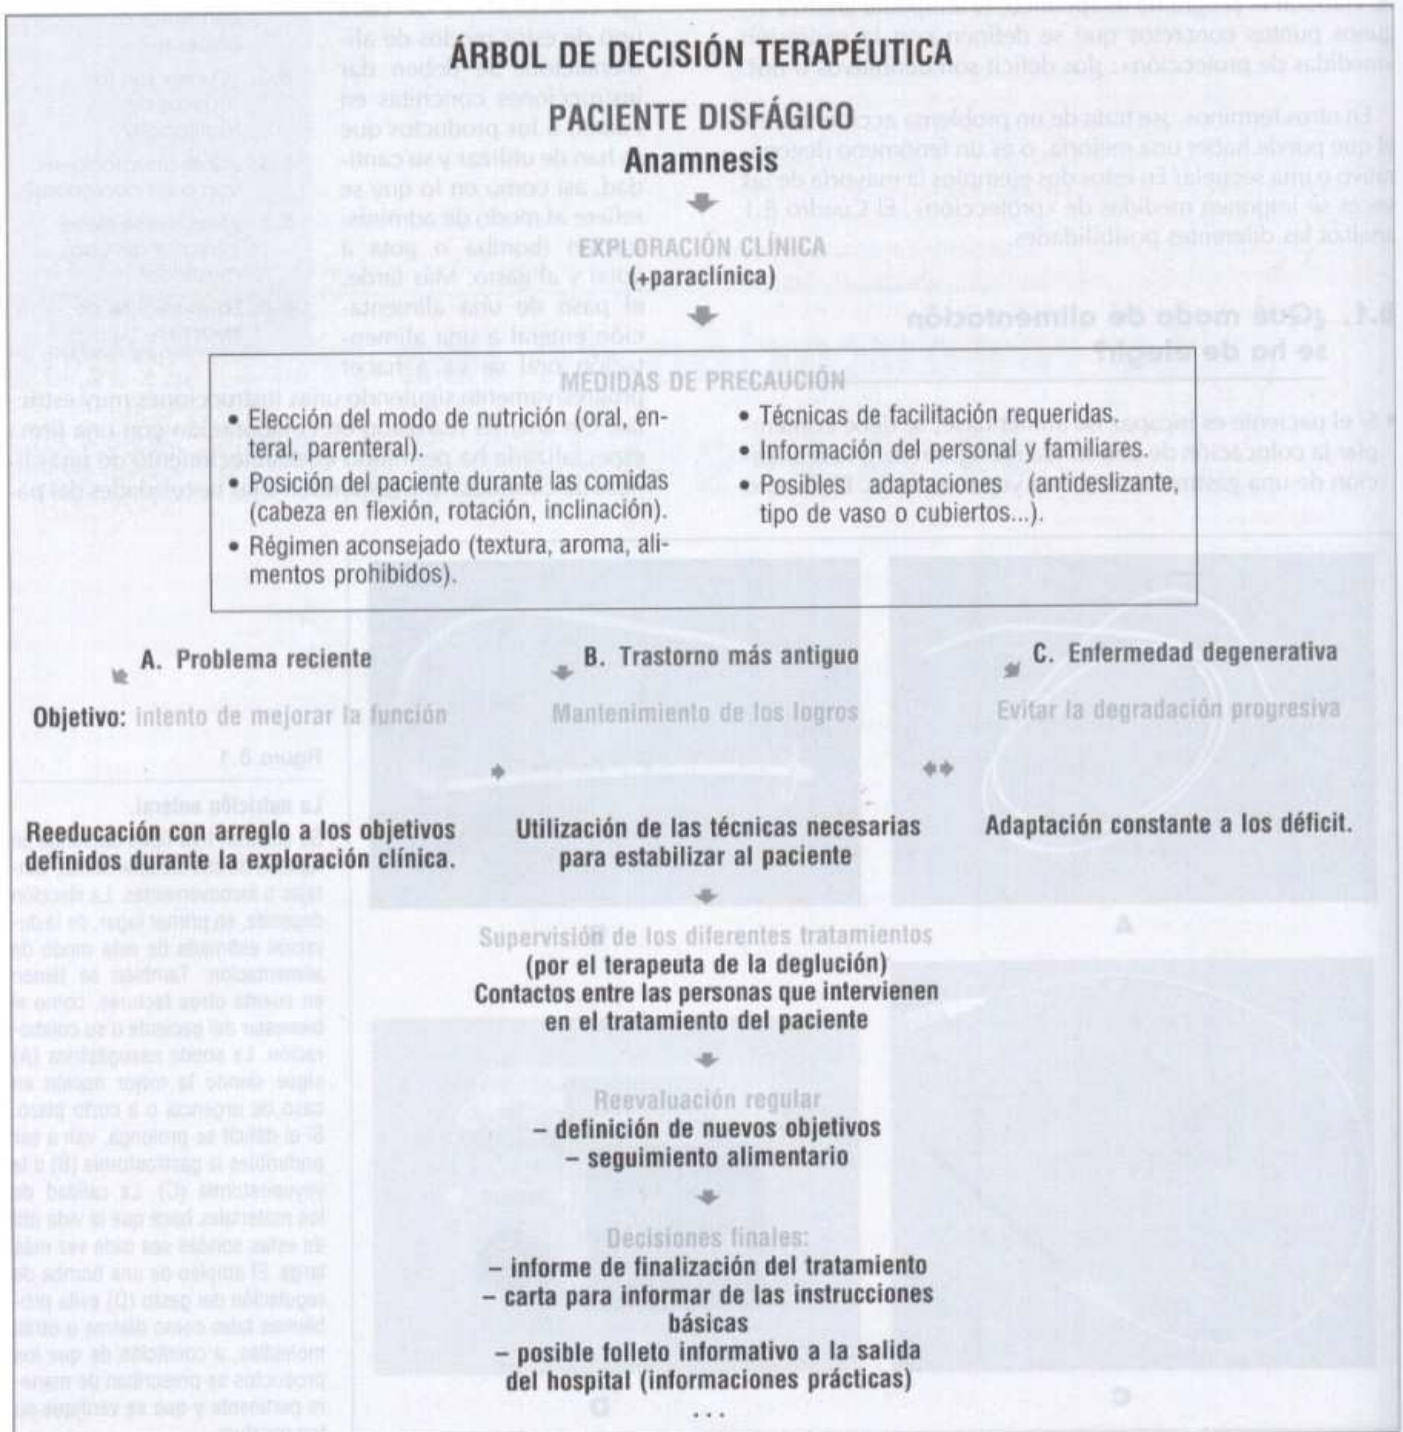 ÁRBOL DE DECISIÓN TERAPÉUTICA
PACIENTE DISFÁGICO
Anamnesis
EXPLORACIÓN CLÍNICA
(+paraclínica)
MEDIDAS DE PRECAUCIÓN
• Elección del modo de nutrición (oral, en-
teral, parenteral).
• Posición del paciente durante las comidas
(cabeza en flexión, rotación, inclinación).
• Régimen aconsejado (textura, aroma, ali-
mentos prohibidos).
• Técnicas de facilitación requeridas.
• Información del personal y familiares.
• Posibles adaptaciones (antideslizante,
tipo de vaso o cubiertos...).
A. Problema reciente
B. Trastorno más antiguo
C. Enfermedad degenerativa
Objetivo: Intento de mejorar la función
Mantenimiento de los logros
Evitar la degradación progresiva
Reeducación con arreglo a los objetivos
definidos durante la exploración clínica.
Utilización de las técnicas necesarias
para estabilizar al paciente
Adaptación constante a los déficit.
Supervisión de los diferentes tratamientos
(por el terapeuta de la deglución)
Contactos entre las personas que intervienen
en el tratamiento del paciente
Reevaluación regular
– definición de nuevos objetivos
– seguimiento alimentario
Decisiones finales:
– informe de finalización del tratamiento
– carta para informar de las instrucciones
básicas
– posible folleto informativo a la salida
del hospital (informaciones prácticas)
...